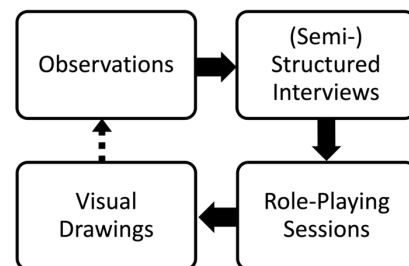 Observations
(Semi-)
Structured
Interviews
Visual
Drawings
Role-Playing
Sessions